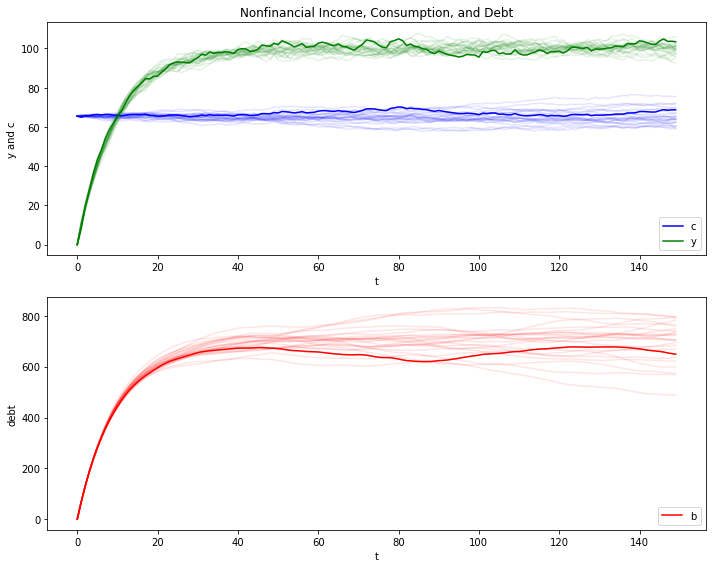 Nonfinancial Income, Consumption, and Debt
100
80
60
40
20
0
y and c
c
y
0 20 40 60 80 100 120 140
t
800
600
400
200
0
debt
b
0 20 40 60 80 100 120 140
t